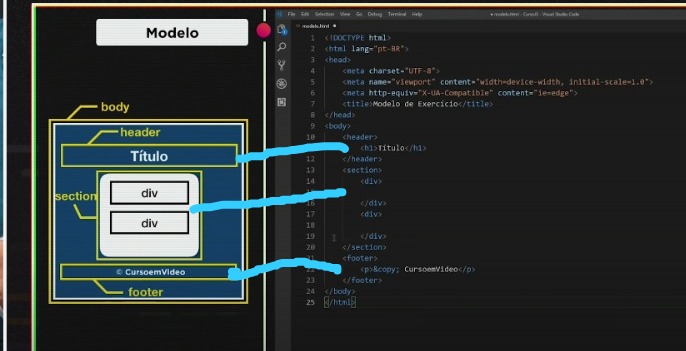 Modelo
body
header
Título
section
div
div
© CursoemVideo
footer
File Edit Selection View Go Debug Terminal Help
modelo.html - Curso.B - Visual Studio Code
modelo.html
1 <!DOCTYPE html>
2 <html lang="pt-BR">
3 <head>
4 <meta charset="UTF-8">
5 <meta name="viewport" content="width=device-width, initial-scale=1.0">
6 <meta http-equiv="X-UA-Compatible" content="ie=edge">
7 <title>Modelo de Exercício</title>
8 </head>
9 <body>
10 <header>
11 <h1>Título</h1>
12 </header>
13 <section>
14 <div>
15
16 </div>
17 <div>
18
19 </div>
20 </section>
21 <footer>
22 <p>&copy; CursoemVideo</p>
23 </footer>
24 </body>
25 </html>